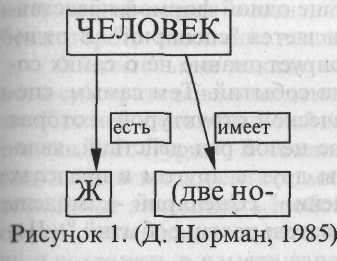 ЧЕЛОВЕК
есть имеет
Ж (две но-
Рисунок 1. (Д. Норман, 1985)